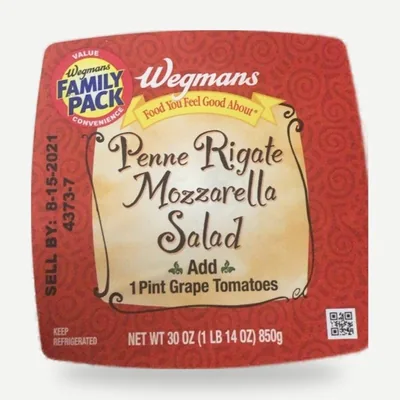 VALUE
Wegmans
FAMILY
PACK
CONVENIENCE
Wegmans
Food You Feel Good About*
Penne Rigate
Mozzarella
Salad
Add
1 Pint Grape Tomatoes
SELL BY: 8-15-2021
4373-7
KEEP
REFRIGERATED
NET WT 30 OZ (1 LB 14 OZ) 850g